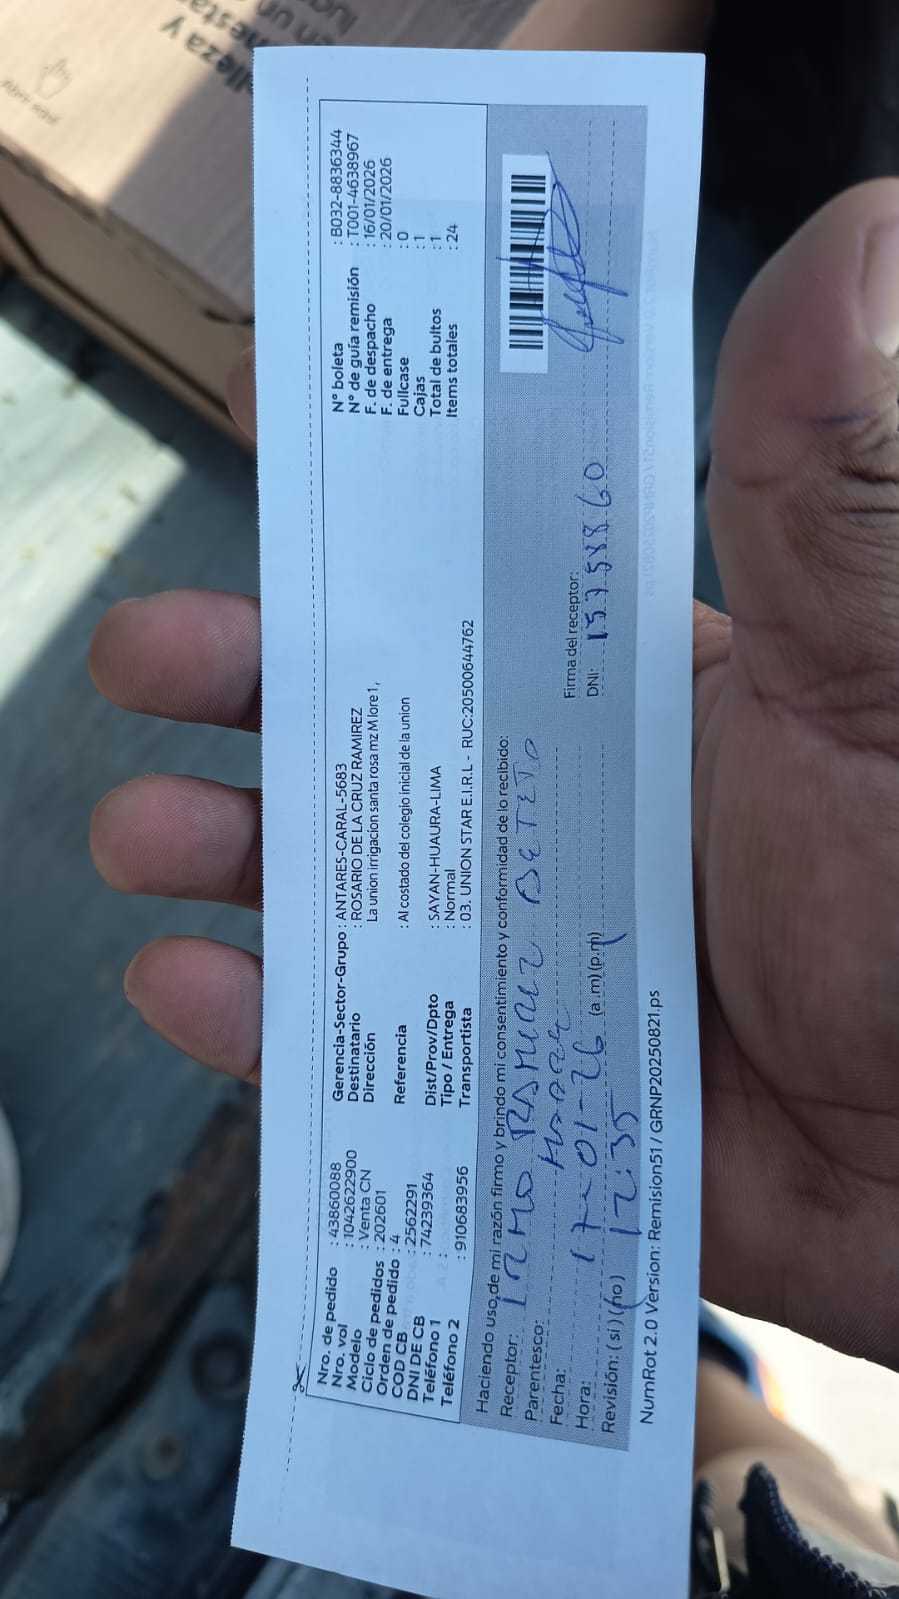 Nro. de pedido : 43860088
Nro. vol : 1042622900
Modelo : Venta CN
Ciclo de pedidos : 202601
Orden de pedido : 4
COD CB : 2562291
DNI DE CB : 74239364
Teléfono 1 :
Teléfono 2 : 910683956
Gerencia-Sector-Grupo : ANTARES-CARAL-5683
Destinatario : ROSARIO DE LA CRUZ RAMIREZ
Dirección La union irrigacion santa rosa mz M lore 1,
Referencia : Al costado del colegio inicial de la union
Dist/Prov/Dpto : SAYAN-HUAURA-LIMA
Tipo / Entrega : Normal
Transportista : 03. UNION STAR E.I.R.L - RUC:20500644762
N° boleta : B032-8836344
N° de guía remisión : T001-4638967
F. de despacho : 16/01/2026
F. de entrega : 20/01/2026
Fullcase : 0
Cajas : 1
Total de bultos : 1
Items totales : 24
Haciendo uso de mi razón firmo y brindo mi consentimiento y conformidad de lo recibido:
Receptor:
Parentesco:
Fecha: 17-01-26
Hora: 12:35 (a.m) (p.m)
Revisión: (si) (no)
Firma del receptor:
DNI: 15758860
NumRot 2.0 Version: Remision51 / GRNP20250821.ps